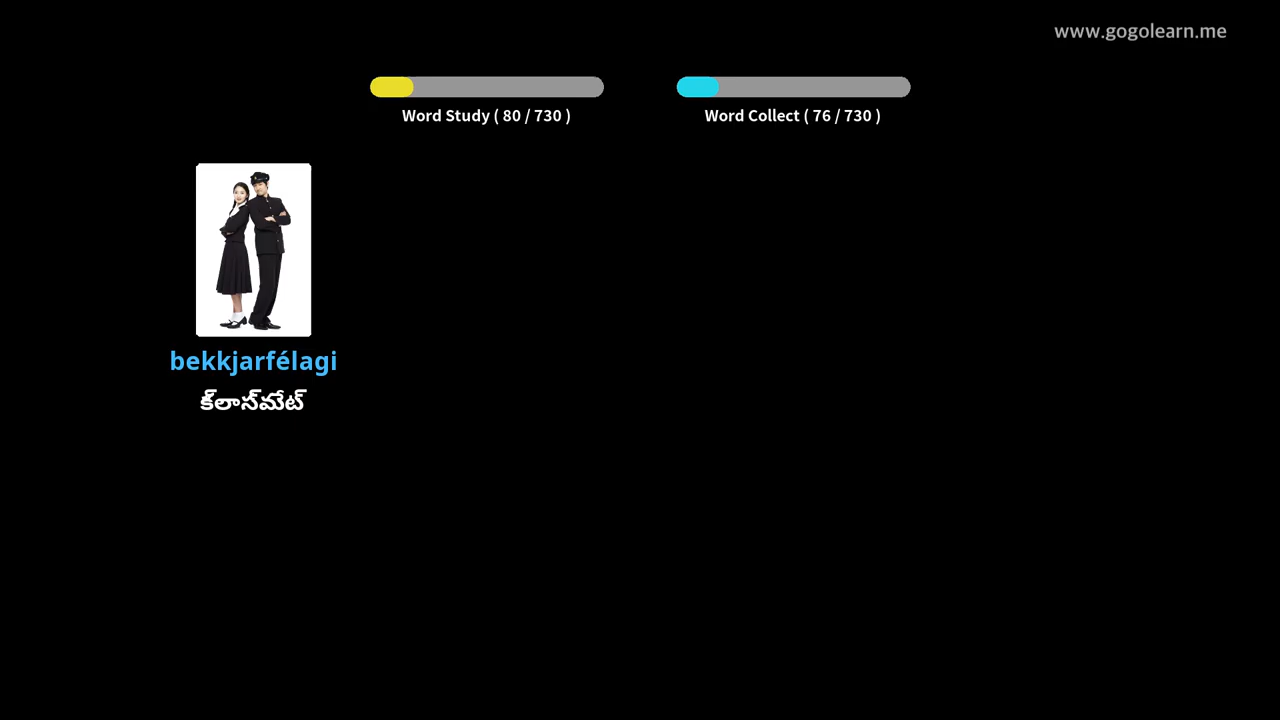 www.gogolearn.me
Word Study ( 80 / 730 )
Word Collect ( 76 / 730 )
bekkjarfélagi
క్‌లాస్‌మేట్